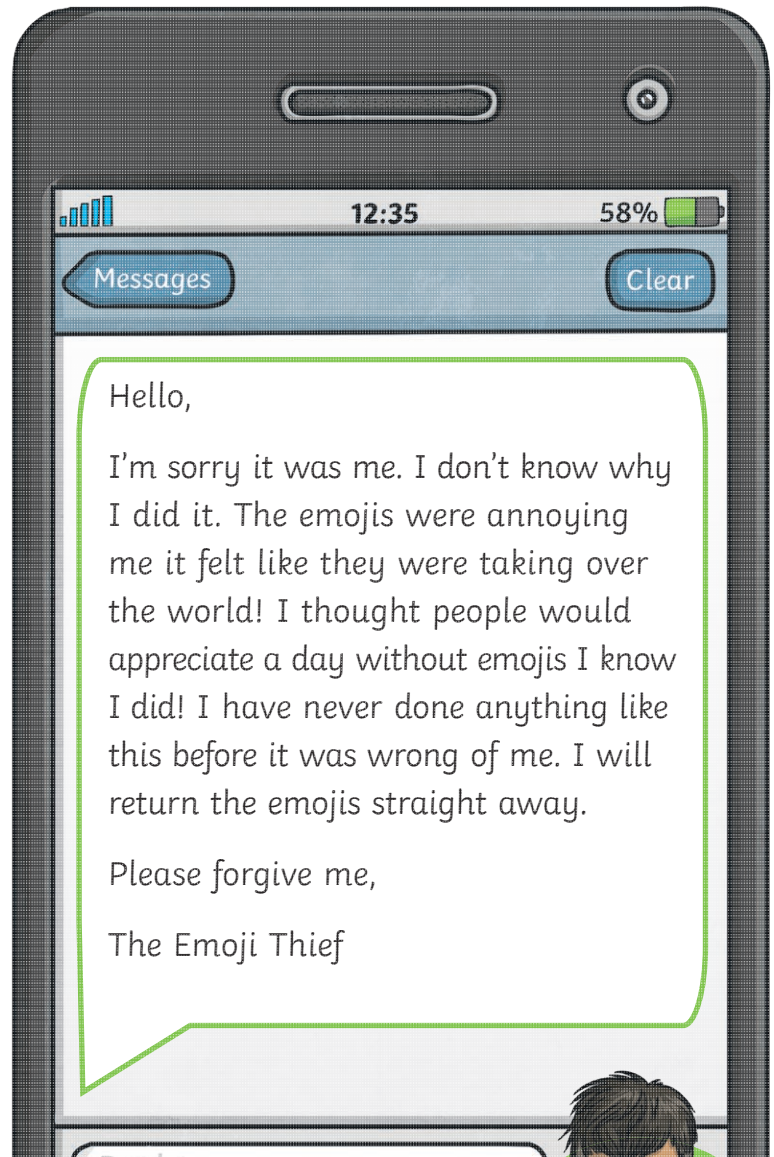 12:35
58%
Messages
Clear
Hello,
I'm sorry it was me. I don't know why
I did it. The emojis were annoying
me it felt like they were taking over
the world! I thought people would
appreciate a day without emojis I know
I did! I have never done anything like
this before it was wrong of me. I will
return the emojis straight away.
Please forgive me,
The Emoji Thief